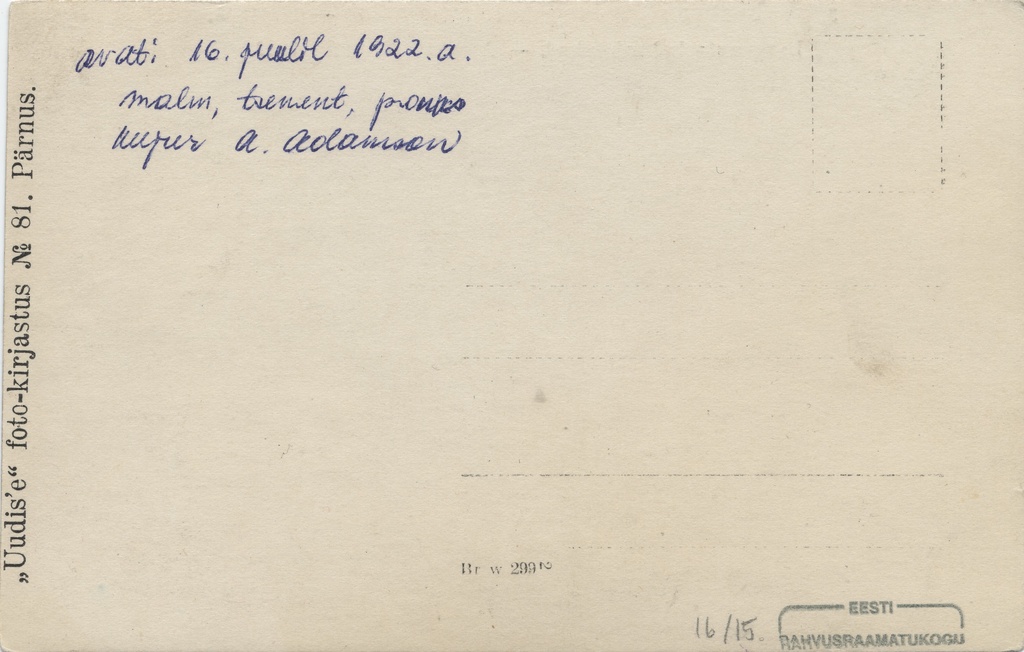 avati 16. juulil 1922.a.
malm, tsement, pronks
kujur A. Adamson
„Uudis'e“ foto-kirjastus № 81. Pärnus.
Br w 299 2
16/15.
EESTI
RAHVUSRAAMATUKOGU